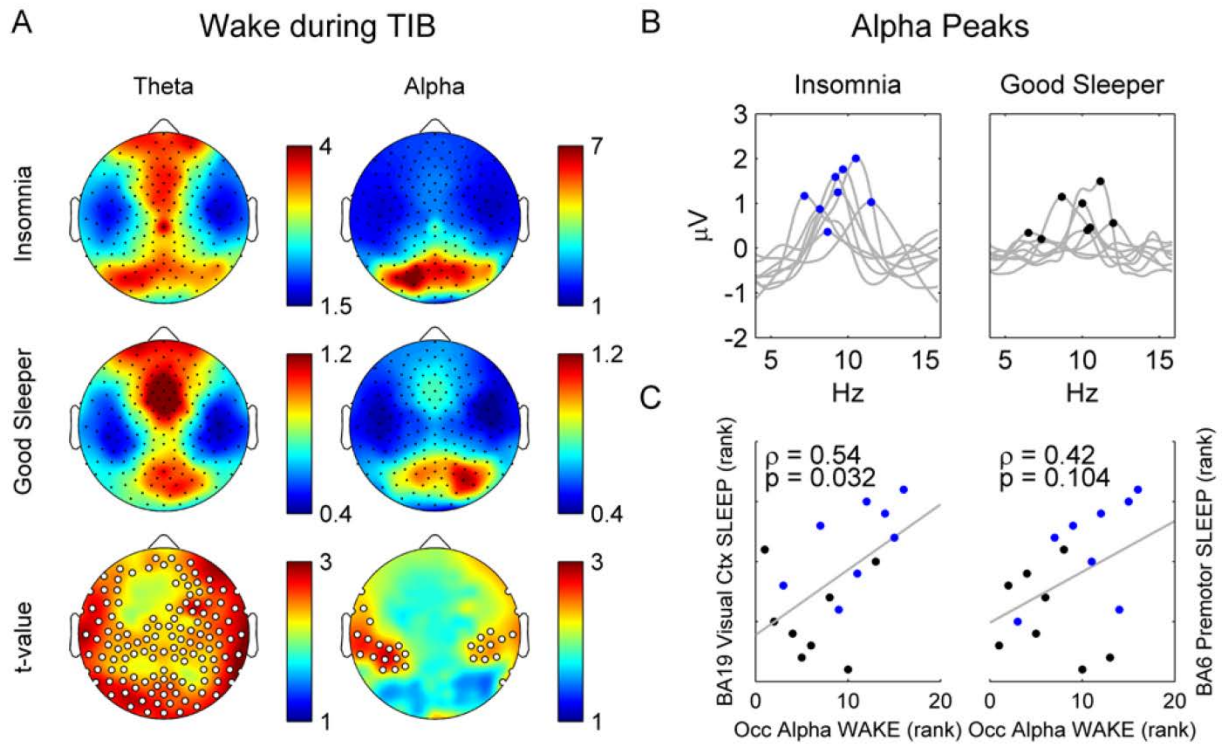 A
Wake during TIB
Theta
Alpha
Insomnia
4
1.5
7
1
Good Sleeper
1.2
0.4
1.2
0.4
t-value
3
1
3
1
B
Alpha Peaks
Insomnia
Good Sleeper
μV
3
2
1
0
-1
-2
5
10
15
5
10
15
Hz
Hz
C
ρ = 0.54
p = 0.032
ρ = 0.42
p = 0.104
BA19 Visual Ctx SLEEP (rank)
BA6 Premotor SLEEP (rank)
0
10
20
0
10
20
Occ Alpha WAKE (rank)
Occ Alpha WAKE (rank)